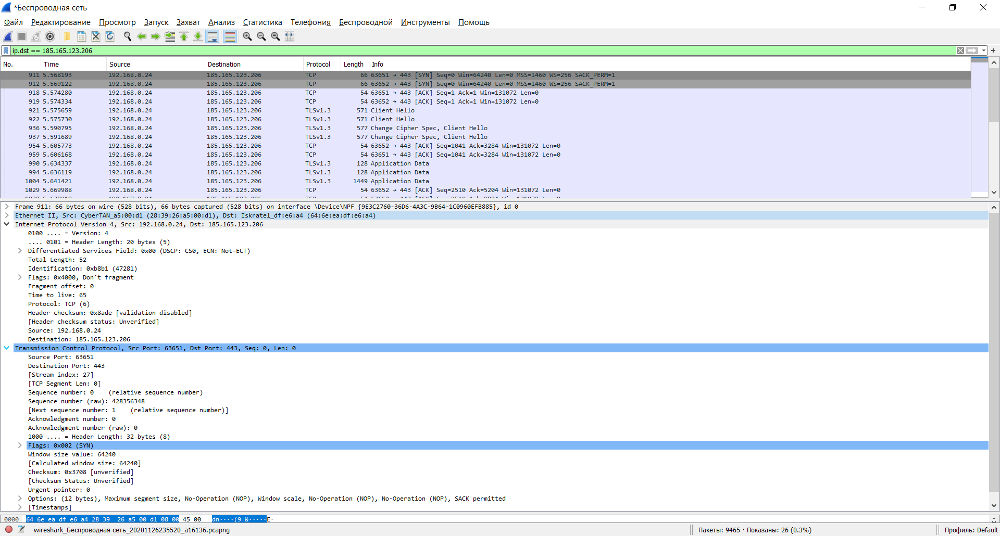 *Беспроводная сеть
Файл Редактирование Просмотр Запуск Захват Анализ Статистика Телефония Беспроводной Инструменты Помощь
ip.dst == 185.165.123.206
No. Time Source Destination Protocol Length Info
911 5.568193 192.168.0.24 185.165.123.206 TCP 66 63651 → 443 [SYN] Seq=0 Win=64240 Len=0 MSS=1460 WS=256 SACK_PERM=1
912 5.569122 192.168.0.24 185.165.123.206 TCP 66 63652 → 443 [SYN] Seq=0 Win=64240 Len=0 MSS=1460 WS=256 SACK_PERM=1
918 5.574280 192.168.0.24 185.165.123.206 TCP 54 63651 → 443 [ACK] Seq=1 Ack=1 Win=131072 Len=0
919 5.574334 192.168.0.24 185.165.123.206 TCP 54 63652 → 443 [ACK] Seq=1 Ack=1 Win=131072 Len=0
921 5.575659 192.168.0.24 185.165.123.206 TLSv1.3 571 Client Hello
922 5.575730 192.168.0.24 185.165.123.206 TLSv1.3 571 Client Hello
936 5.590795 192.168.0.24 185.165.123.206 TLSv1.3 577 Change Cipher Spec, Client Hello
937 5.591689 192.168.0.24 185.165.123.206 TLSv1.3 577 Change Cipher Spec, Client Hello
954 5.605773 192.168.0.24 185.165.123.206 TCP 54 63652 → 443 [ACK] Seq=1041 Ack=3284 Win=131072 Len=0
959 5.606168 192.168.0.24 185.165.123.206 TCP 54 63651 → 443 [ACK] Seq=1041 Ack=3284 Win=131072 Len=0
990 5.634337 192.168.0.24 185.165.123.206 TLSv1.3 128 Application Data
994 5.636119 192.168.0.24 185.165.123.206 TLSv1.3 128 Application Data
1004 5.641421 192.168.0.24 185.165.123.206 TLSv1.3 1449 Application Data
1029 5.669988 192.168.0.24 185.165.123.206 TCP 54 63652 → 443 [ACK] Seq=2510 Ack=5204 Win=131072 Len=0
Frame 911: 66 bytes on wire (528 bits), 66 bytes captured (528 bits) on interface \Device\NPF_{9E3C2760-36D6-4A3C-9B64-1C0960EFB885}, id 0
Ethernet II, Src: CyberTAN_a5:00:d1 (28:39:26:a5:00:d1), Dst: Iskratel_df:e6:a4 (64:6e:ea:df:e6:a4)
Internet Protocol Version 4, Src: 192.168.0.24, Dst: 185.165.123.206
0100 .... = Version: 4
.... 0101 = Header Length: 20 bytes (5)
Differentiated Services Field: 0x00 (DSCP: CS0, ECN: Not-ECT)
Total Length: 52
Identification: 0xb8b1 (47281)
Flags: 0x4000, Don't fragment
Fragment offset: 0
Time to live: 65
Protocol: TCP (6)
Header checksum: 0x8ade [validation disabled]
[Header checksum status: Unverified]
Source: 192.168.0.24
Destination: 185.165.123.206
Transmission Control Protocol, Src Port: 63651, Dst Port: 443, Seq: 0, Len: 0
Source Port: 63651
Destination Port: 443
[Stream index: 27]
[TCP Segment Len: 0]
Sequence number: 0 (relative sequence number)
Sequence number (raw): 428356348
[Next sequence number: 1 (relative sequence number)]
Acknowledgment number: 0
Acknowledgment number (raw): 0
1000 .... = Header Length: 32 bytes (8)
Flags: 0x002 (SYN)
Window size value: 64240
[Calculated window size: 64240]
Checksum: 0x3708 [unverified]
[Checksum Status: Unverified]
Urgent pointer: 0
Options: (12 bytes), Maximum segment size, No-Operation (NOP), Window scale, No-Operation (NOP), No-Operation (NOP), SACK permitted
[Timestamps]
0000 64 6e ea df e6 a4 28 39 26 a5 00 d1 08 00 45 00 dn····(9 &·····E·
wireshark_Беспроводная сеть_20201126235520_a16136.pcapng Пакеты: 9465 · Показаны: 26 (0.3%) Профиль: Default